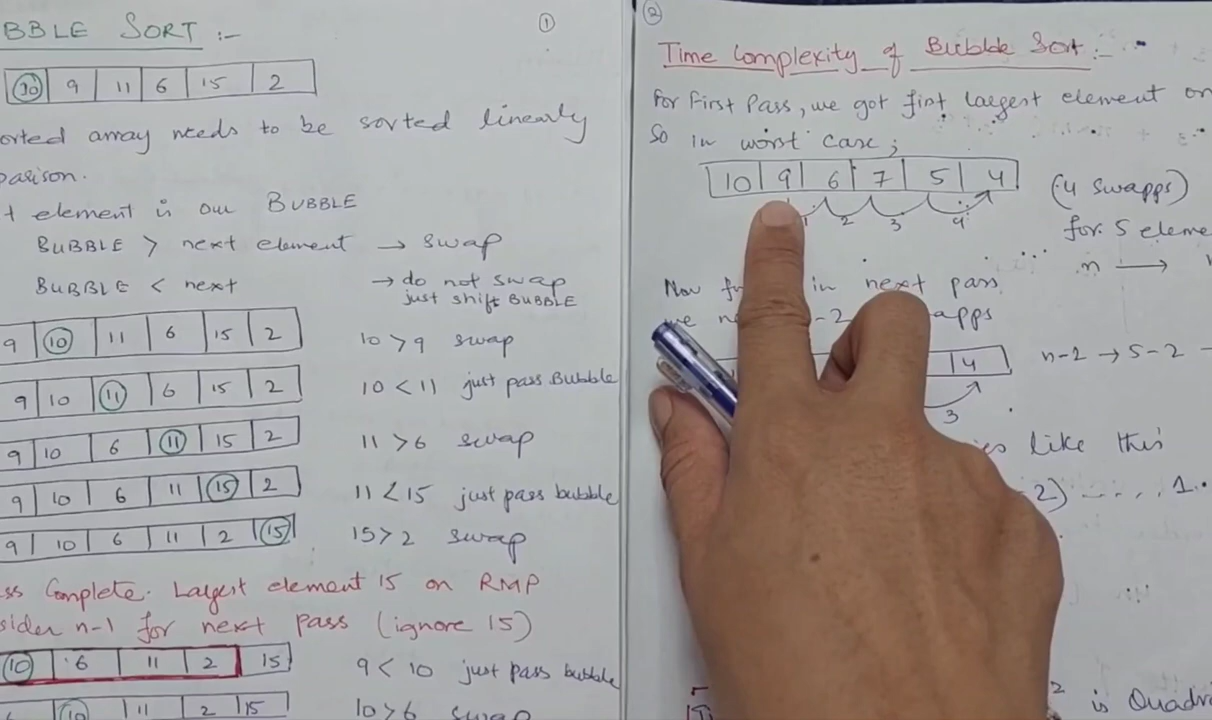 BBLE SORT :-
①
10 9 11 6 15 2
orted array needs to be sorted linearly
parison.
t element is our BUBBLE
BUBBLE > next element → swap
BUBBLE < next → do not swap
just shift BUBBLE
9 10 11 6 15 2 10 > 9 swap
9 10 11 6 15 2 10 < 11 just pass Bubble
9 10 6 11 15 2 11 > 6 swap
9 10 6 11 15 2 11 < 15 just pass bubble
9 10 6 11 2 15 15 > 2 swap
ss Complete. Largest element 15 on RMP
sider n-1 for next pass (ignore 15)
10 6 11 2 15 9 < 10 just pass bubble
10 11 2 15 10 > 6 swap
②
Time Complexity of Bubble Sort :-
For First Pass, we got first largest element on
So in worst case;
10 9 6 7 5 4 (4 swapps)
1 2 3 4
for 5 eleme
n →
Now in next pass
we -2 apps
14 n-2 → 5-2
3
like this
2) ---- , 1.
2 is Quadr